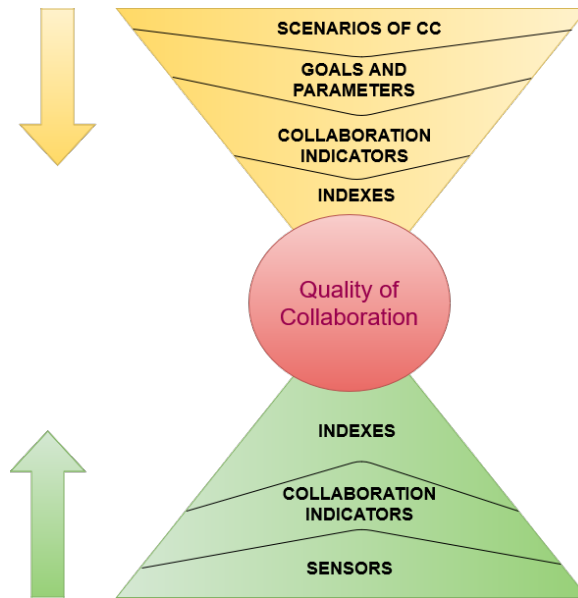 SCENARIOS OF CC
GOALS AND
PARAMETERS
COLLABORATION
INDICATORS
INDEXES
Quality of
Collaboration
INDEXES
COLLABORATION
INDICATORS
SENSORS